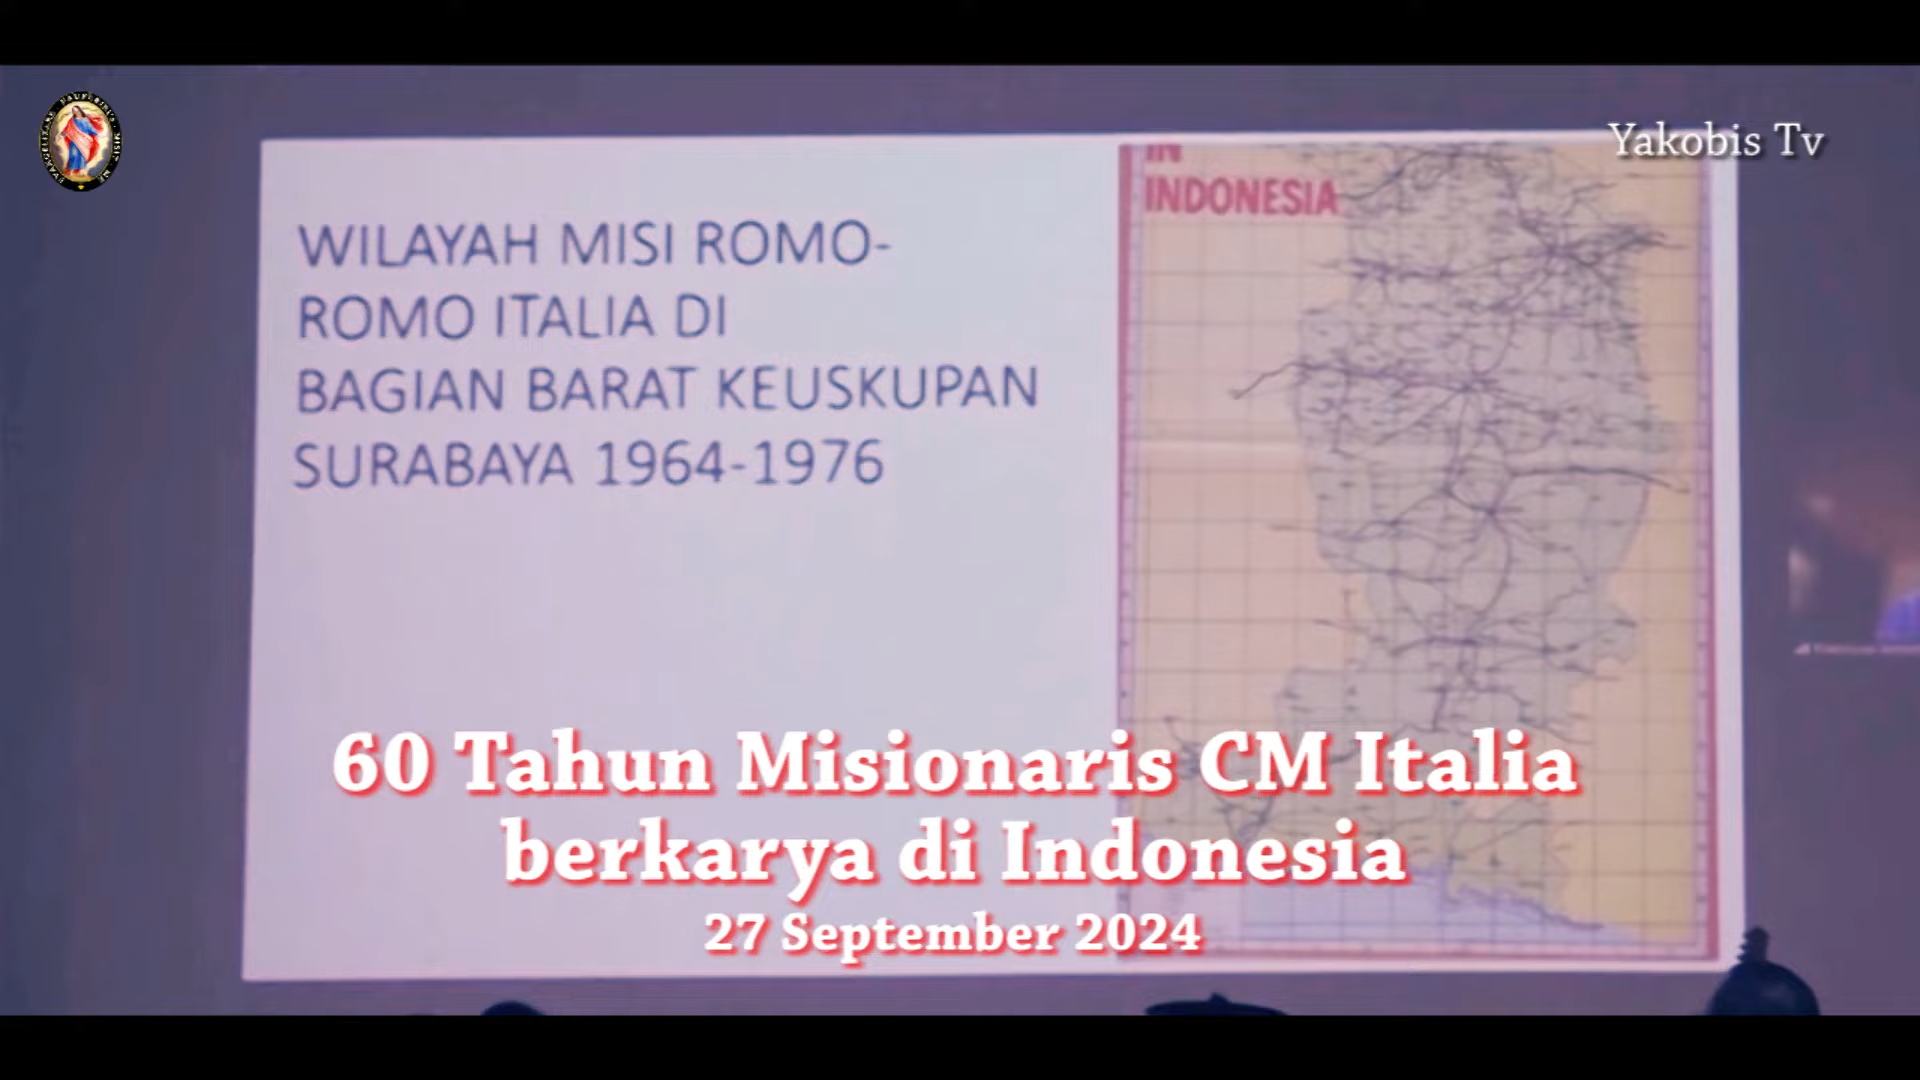 Yakobis Tv
IN
INDONESIA
WILAYAH MISI ROMO-
ROMO ITALIA DI
BAGIAN BARAT KEUSKUPAN
SURABAYA 1964-1976
60 Tahun Misionaris CM Italia
berkarya di Indonesia
27 September 2024